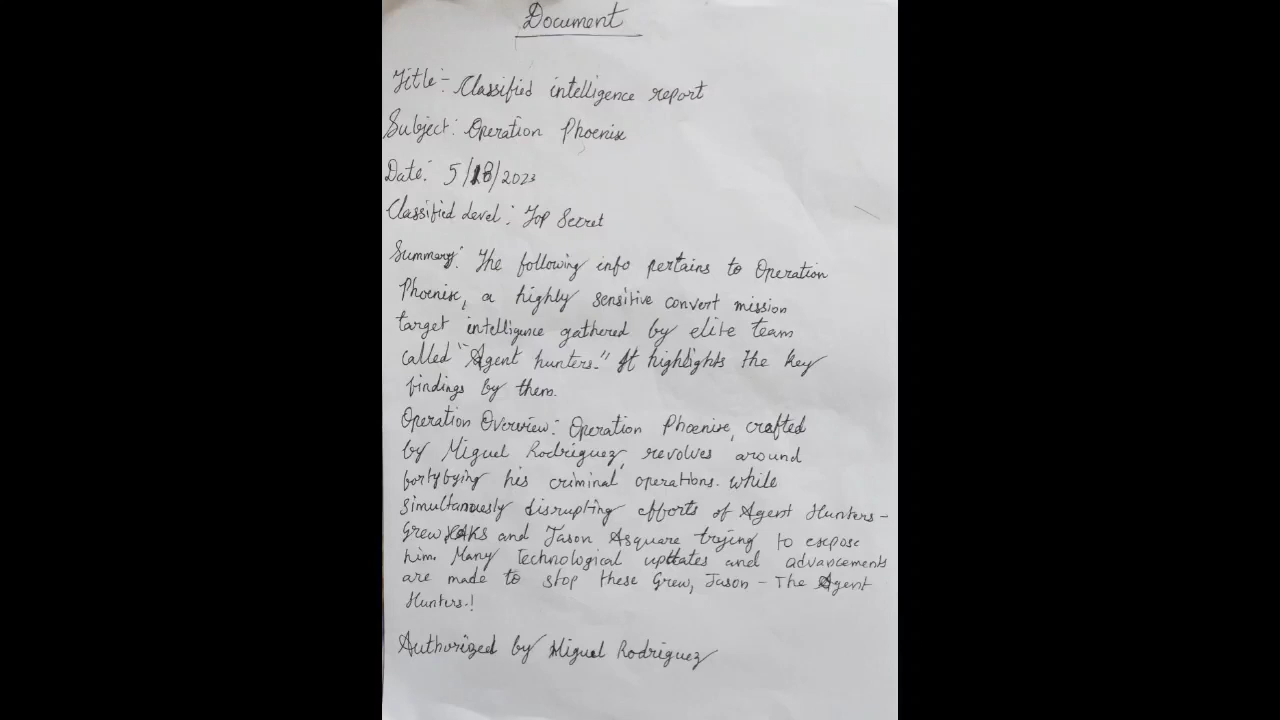 Document
Title:- Classified intelligence report
Subject: Operation Phoenix
Date: 5/18/2023
Classified Level: Top Secret
Summary: The following info pertains to Operation
Phoenix, a highly sensitive convert mission
target intelligence gathered by elite team
called "Agent hunters." It highlights the key
findings by them.
Operation Overview: Operation Phoenix, crafted
by Miguel Rodriguez, revolves around
his criminal operations. while
simultanously disrupting efforts of Agent Hunters-
Grew and Jason Asquare trying to expose
him. Many Technological updates and advancements
are made to stop these Grew, Jason - The Agent
Hunters.!
Authorized by Miguel Rodriguez